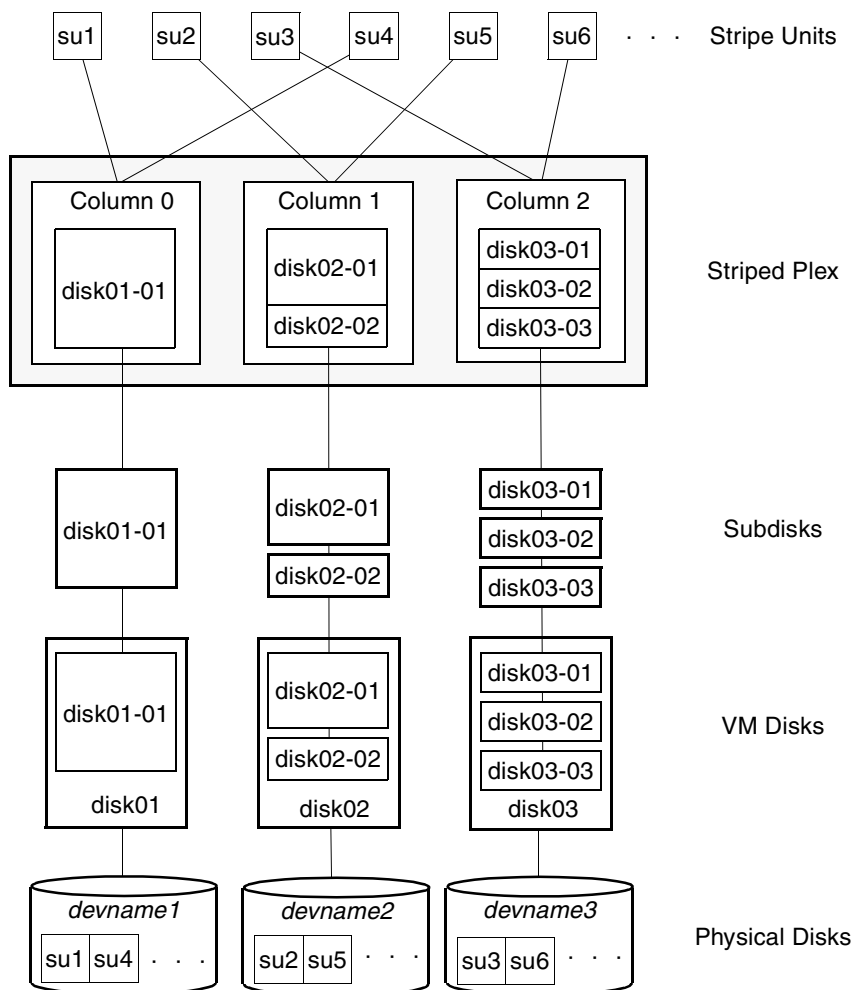 su1 su2 su3 su4 su5 su6 . . . Stripe Units
Column 0 Column 1 Column 2
disk01-01
disk02-01
disk02-02
disk03-01
disk03-02
disk03-03
Striped Plex
disk01-01
disk02-01
disk02-02
disk03-01
disk03-02
disk03-03
Subdisks
disk01-01
disk01
disk02-01
disk02-02
disk02
disk03-01
disk03-02
disk03-03
disk03
VM Disks
devname1
su1 su4 . . .
devname2
su2 su5 . . .
devname3
su3 su6 . . .
Physical Disks